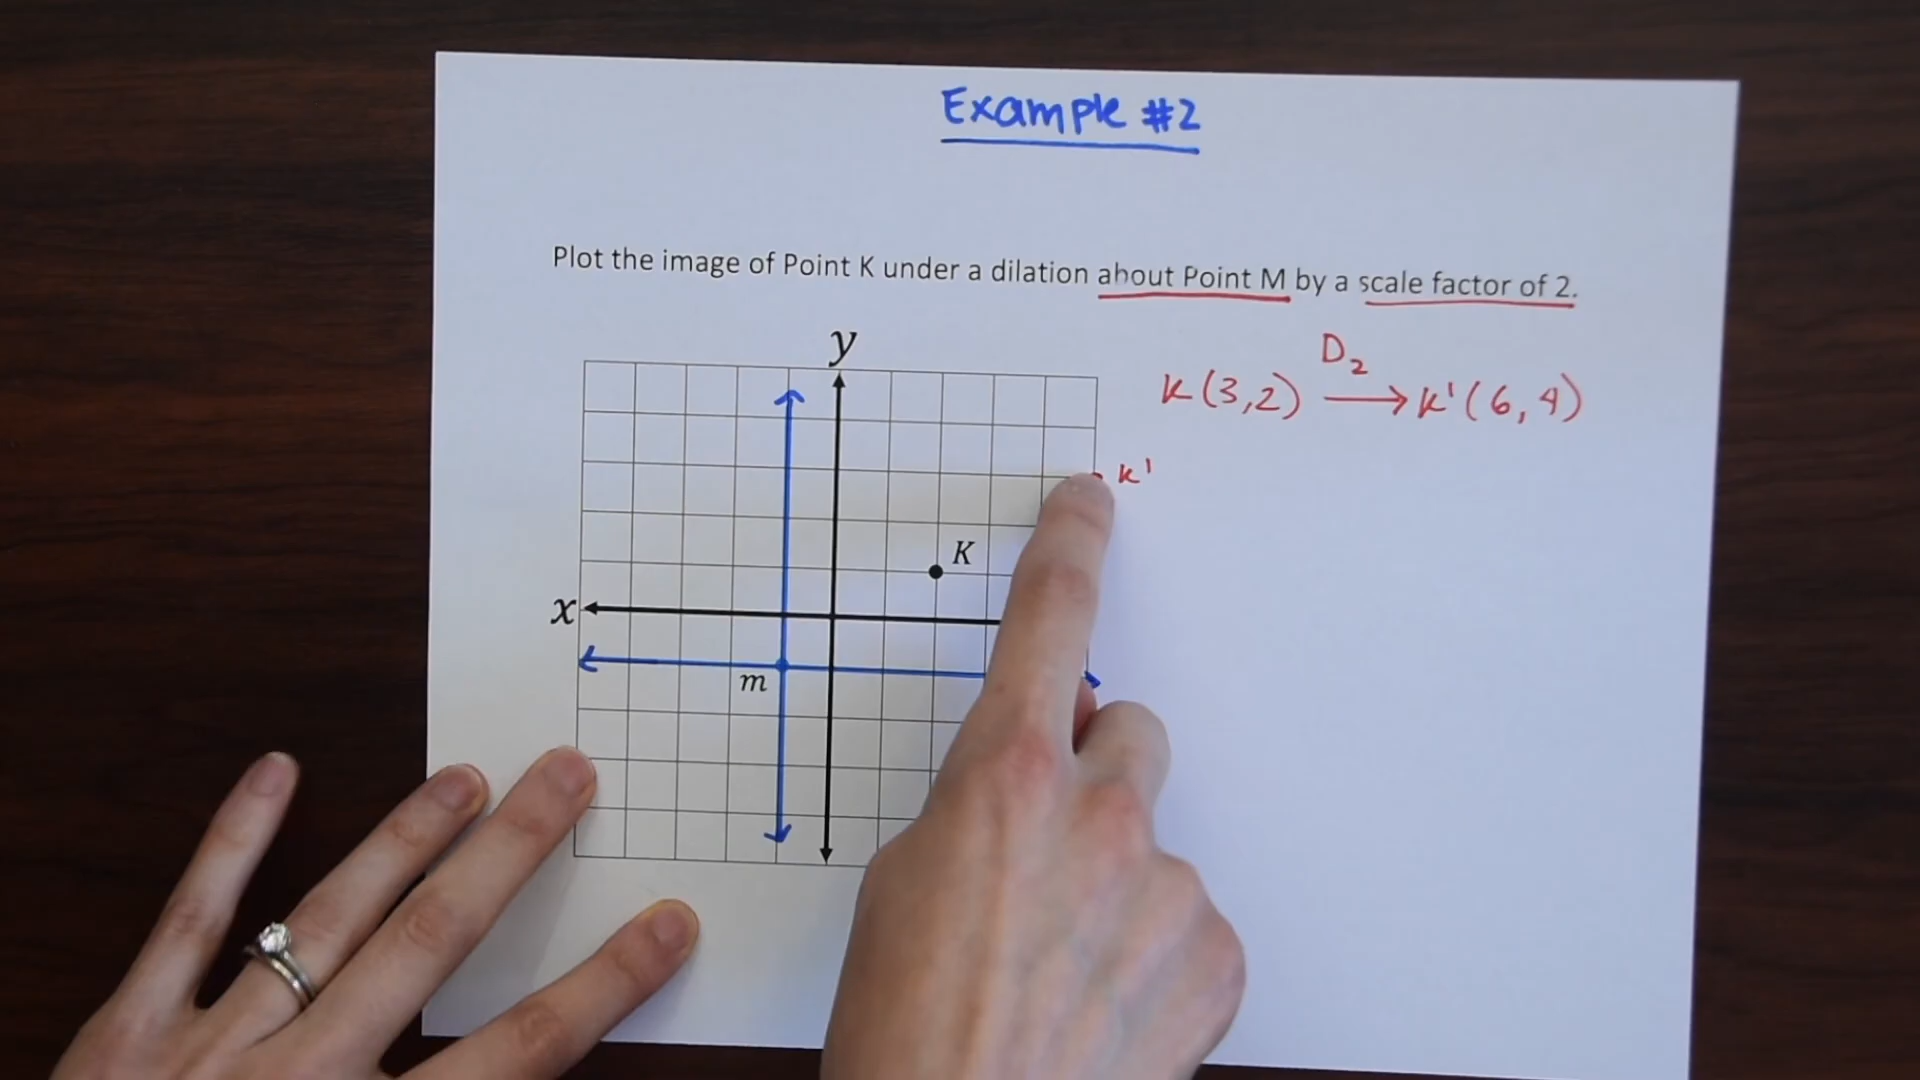 Example #2
Plot the image of Point K under a dilation about Point M by a scale factor of 2.
y
D₂
K(3,2) → K'(6,4)
K'
K
x
m